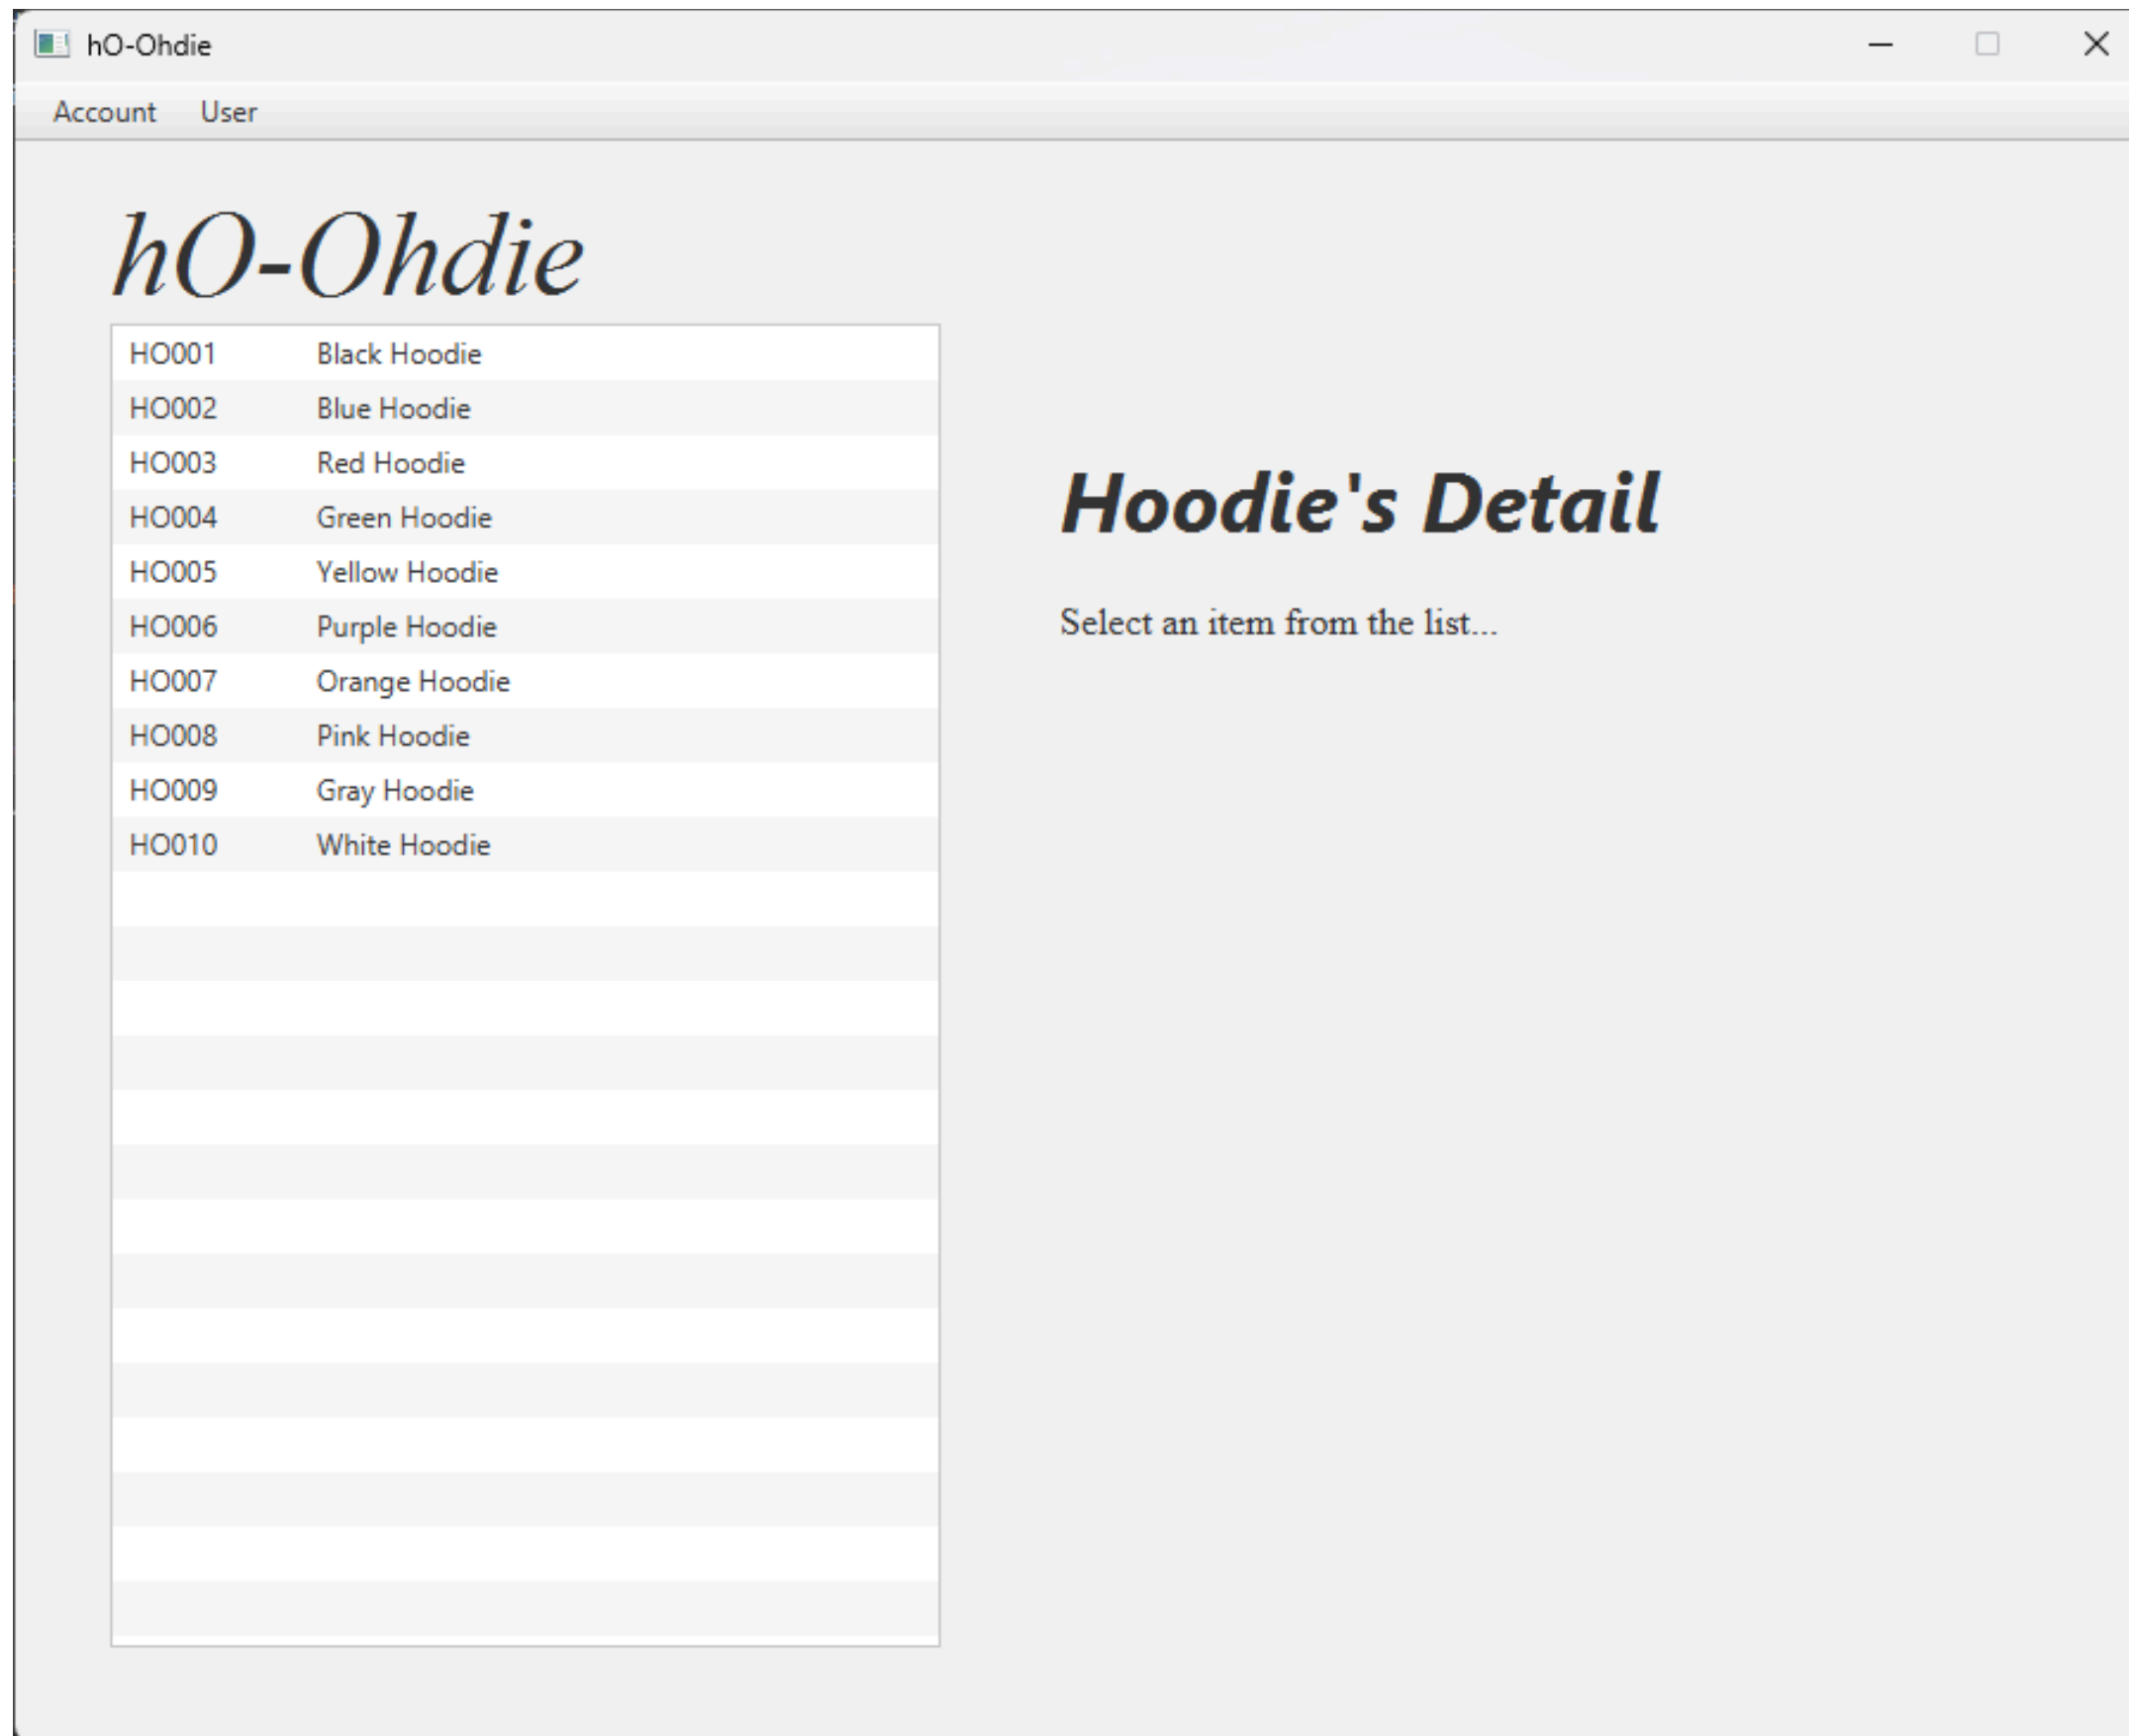 hO-Ohdie
Account User
hO-Ohdie
HO001 Black Hoodie
HO002 Blue Hoodie
HO003 Red Hoodie
HO004 Green Hoodie
HO005 Yellow Hoodie
HO006 Purple Hoodie
HO007 Orange Hoodie
HO008 Pink Hoodie
HO009 Gray Hoodie
HO010 White Hoodie
Hoodie's Detail
Select an item from the list...